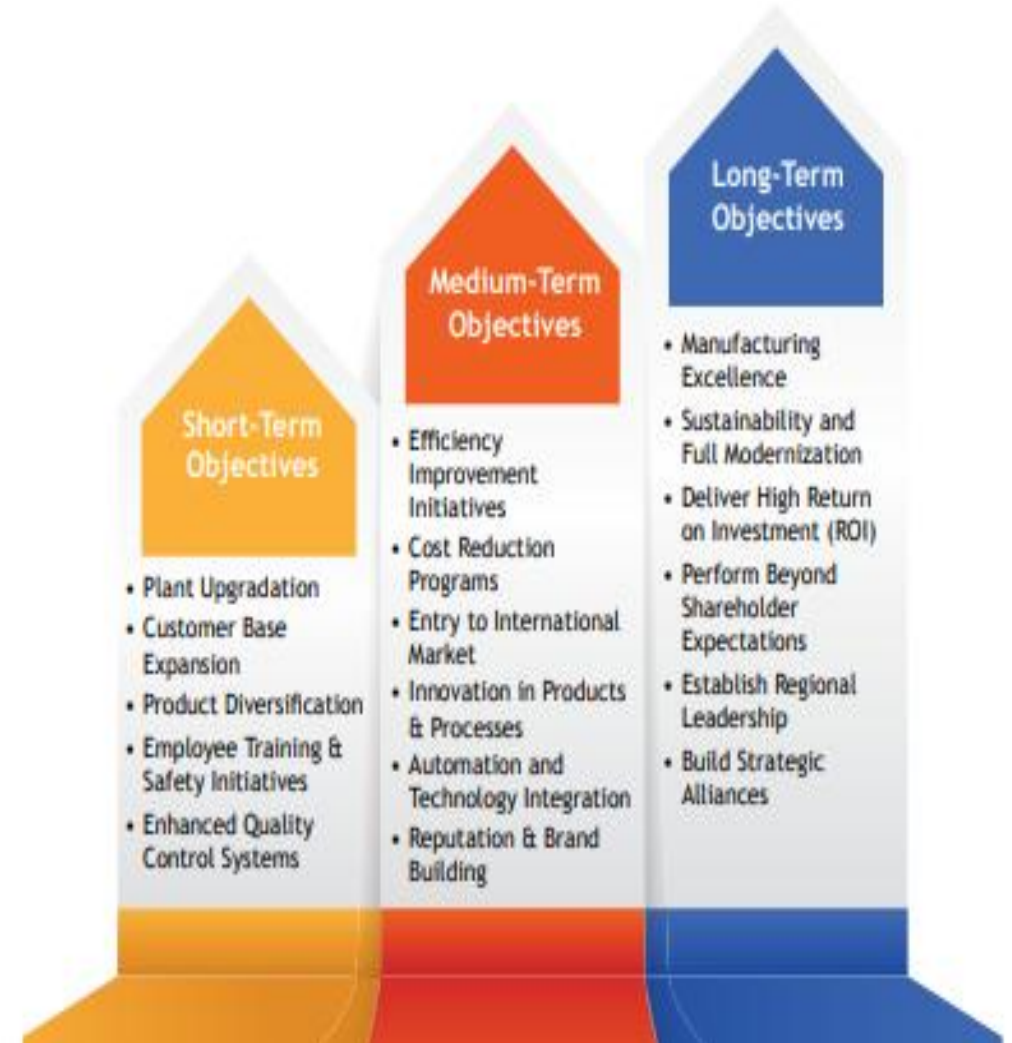 Short-Term
Objectives
• Plant Upgradation
• Customer Base
Expansion
• Product Diversification
• Employee Training &
Safety Initiatives
• Enhanced Quality
Control Systems
Medium-Term
Objectives
• Efficiency
Improvement
Initiatives
• Cost Reduction
Programs
• Entry to International
Market
• Innovation in Products
& Processes
• Automation and
Technology Integration
• Reputation & Brand
Building
Long-Term
Objectives
• Manufacturing
Excellence
• Sustainability and
Full Modernization
• Deliver High Return
on Investment (ROI)
• Perform Beyond
Shareholder
Expectations
• Establish Regional
Leadership
• Build Strategic
Alliances